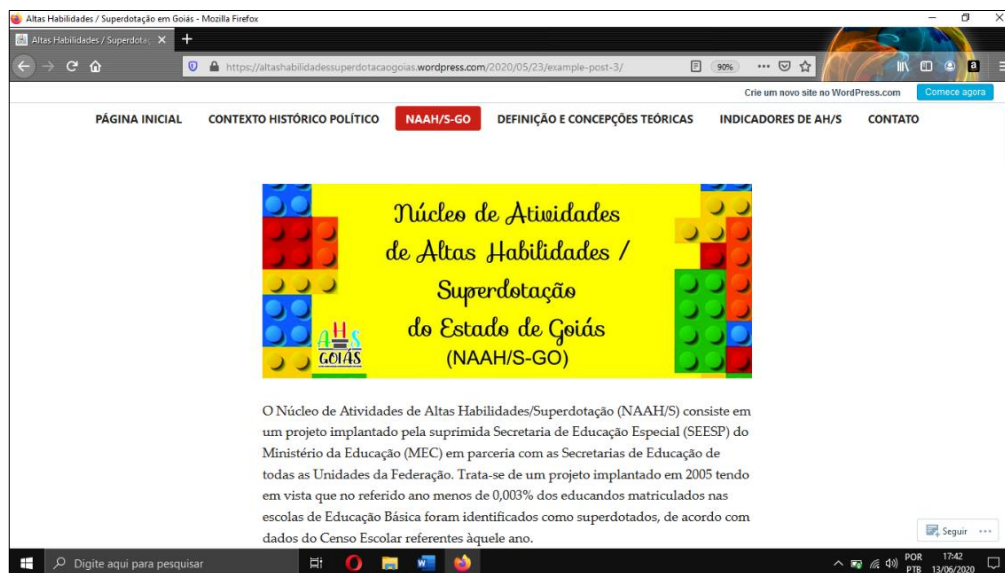 Altas Habilidades / Superdotação em Goiás - Mozilla Firefox
Altas Habilidades / Superdotaç
https://altashabilidadessuperdotacaogoias.wordpress.com/2020/05/23/example-post-3/
90%
Crie um novo site no WordPress.com
Comece agora
PÁGINA INICIAL CONTEXTO HISTÓRICO POLÍTICO NAAH/S-GO DEFINIÇÃO E CONCEPÇÕES TEÓRICAS INDICADORES DE AH/S CONTATO
Núcleo de Atividades
de Altas Habilidades /
Superdotação
do Estado de Goiás
(NAAH/S-GO)
AHS
GOIÁS
O Núcleo de Atividades de Altas Habilidades/Superdotação (NAAH/S) consiste em
um projeto implantado pela suprimida Secretaria de Educação Especial (SEESP) do
Ministério da Educação (MEC) em parceria com as Secretarias de Educação de
todas as Unidades da Federação. Trata-se de um projeto implantado em 2005 tendo
em vista que no referido ano menos de 0,003% dos educandos matriculados nas
escolas de Educação Básica foram identificados como superdotados, de acordo com
dados do Censo Escolar referentes àquele ano.
Seguir
Digite aqui para pesquisar
POR
PTB
17:42
13/06/2020